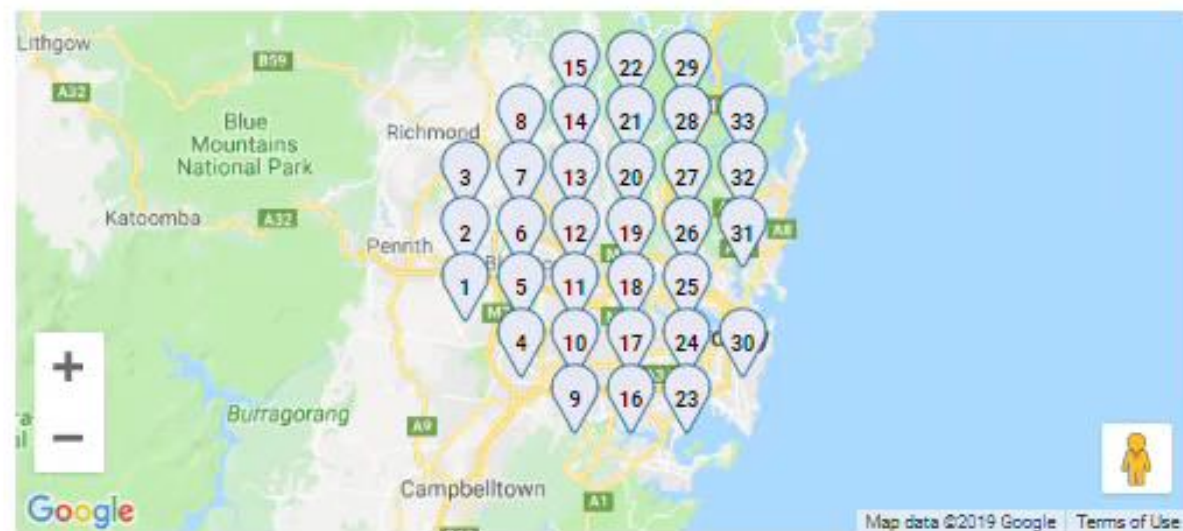 Lithgow
B59
15 22 29
A32
8 14 21 28 33
Blue
Mountains
National Park
Richmond
3 7 13 20 27 32
Katoomba
A32
2 6 12 19 26 31
A8
Penrith
1 5 11 18 25
4 10 17 24 30
+
9 16 23
Burragorang
A9
−
Campbelltown
A1
Google
Map data ©2019 Google
Terms of Use